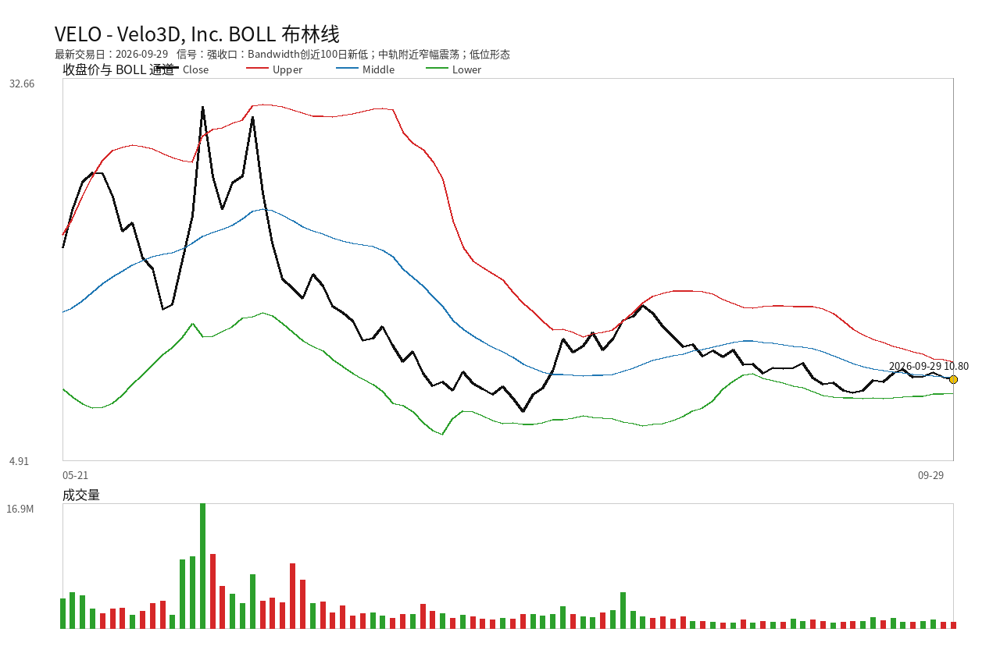 VELO - Velo3D, Inc. BOLL 布林线
最新交易日：2026-09-29 信号：强收口：Bandwidth创近100日新低；中轨附近窄幅震荡；低位形态
收盘价与 BOLL 通道 Close Upper Middle Lower
32.66
2026-09-29 10.80
4.91
05-21 09-29
成交量
16.9M